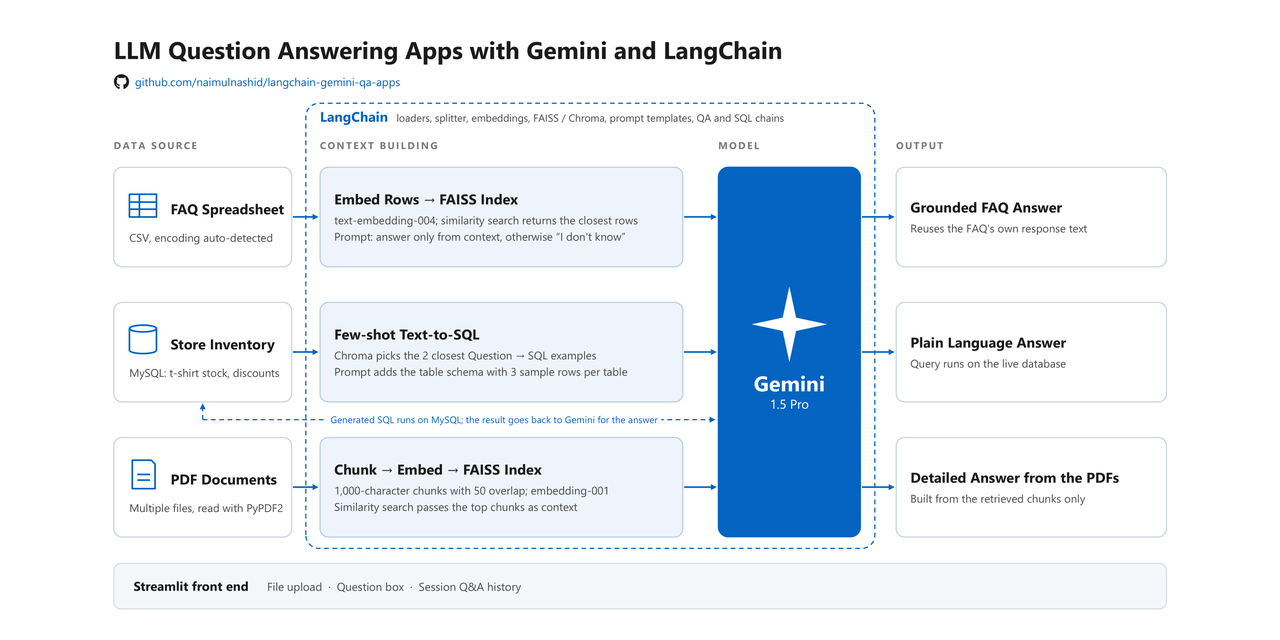 LLM Question Answering Apps with Gemini and LangChain
github.com/naimulnashid/langchain-gemini-qa-apps
LangChain loaders, splitter, embeddings, FAISS / Chroma, prompt templates, QA and SQL chains
DATA SOURCE
CONTEXT BUILDING
MODEL
OUTPUT
FAQ Spreadsheet
CSV, encoding auto-detected
Embed Rows → FAISS Index
text-embedding-004; similarity search returns the closest rows
Prompt: answer only from context, otherwise “I don't know”
Grounded FAQ Answer
Reuses the FAQ's own response text
Store Inventory
MySQL: t-shirt stock, discounts
Few-shot Text-to-SQL
Chroma picks the 2 closest Question → SQL examples
Prompt adds the table schema with 3 sample rows per table
Gemini
1.5 Pro
Plain Language Answer
Query runs on the live database
Generated SQL runs on MySQL; the result goes back to Gemini for the answer
PDF Documents
Multiple files, read with PyPDF2
Chunk → Embed → FAISS Index
1,000-character chunks with 50 overlap; embedding-001
Similarity search passes the top chunks as context
Detailed Answer from the PDFs
Built from the retrieved chunks only
Streamlit front end File upload · Question box · Session Q&A history